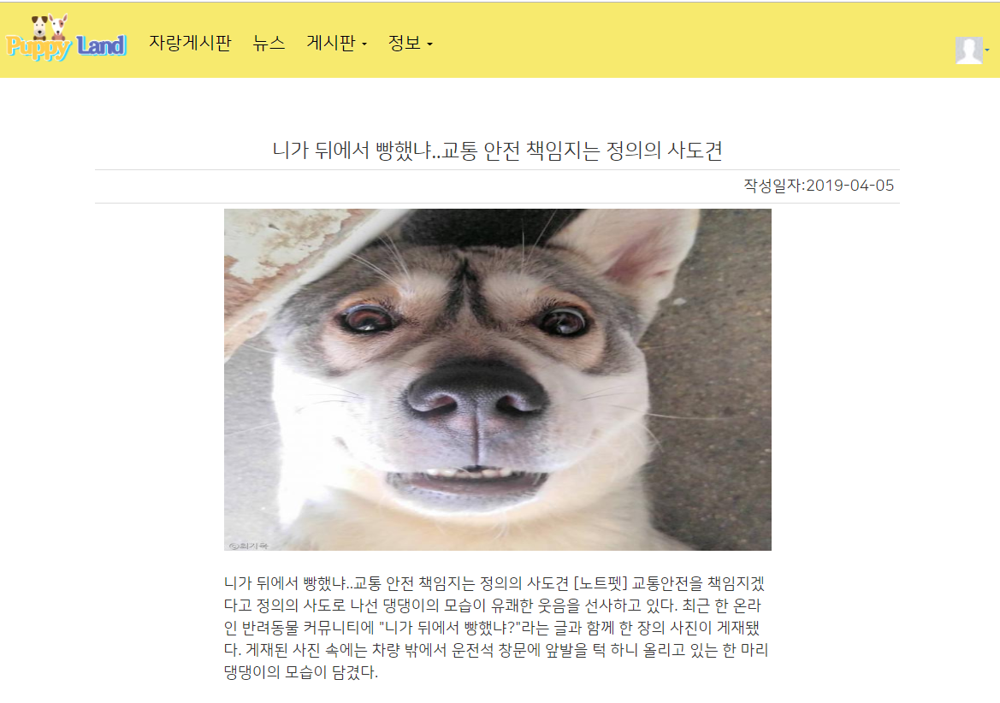 Puppy Land
자랑게시판 뉴스 게시판 정보
니가 뒤에서 빵했냐..교통 안전 책임지는 정의의 사도견
작성일자:2019-04-05
©최지욱
니가 뒤에서 빵했냐..교통 안전 책임지는 정의의 사도견 [노트펫] 교통안전을 책임지겠
다고 정의의 사도로 나선 댕댕이의 모습이 유쾌한 웃음을 선사하고 있다. 최근 한 온라
인 반려동물 커뮤니티에 "니가 뒤에서 빵했냐?"라는 글과 함께 한 장의 사진이 게재됐
다. 게재된 사진 속에는 차량 밖에서 운전석 창문에 앞발을 턱 하니 올리고 있는 한 마리
댕댕이의 모습이 담겼다.